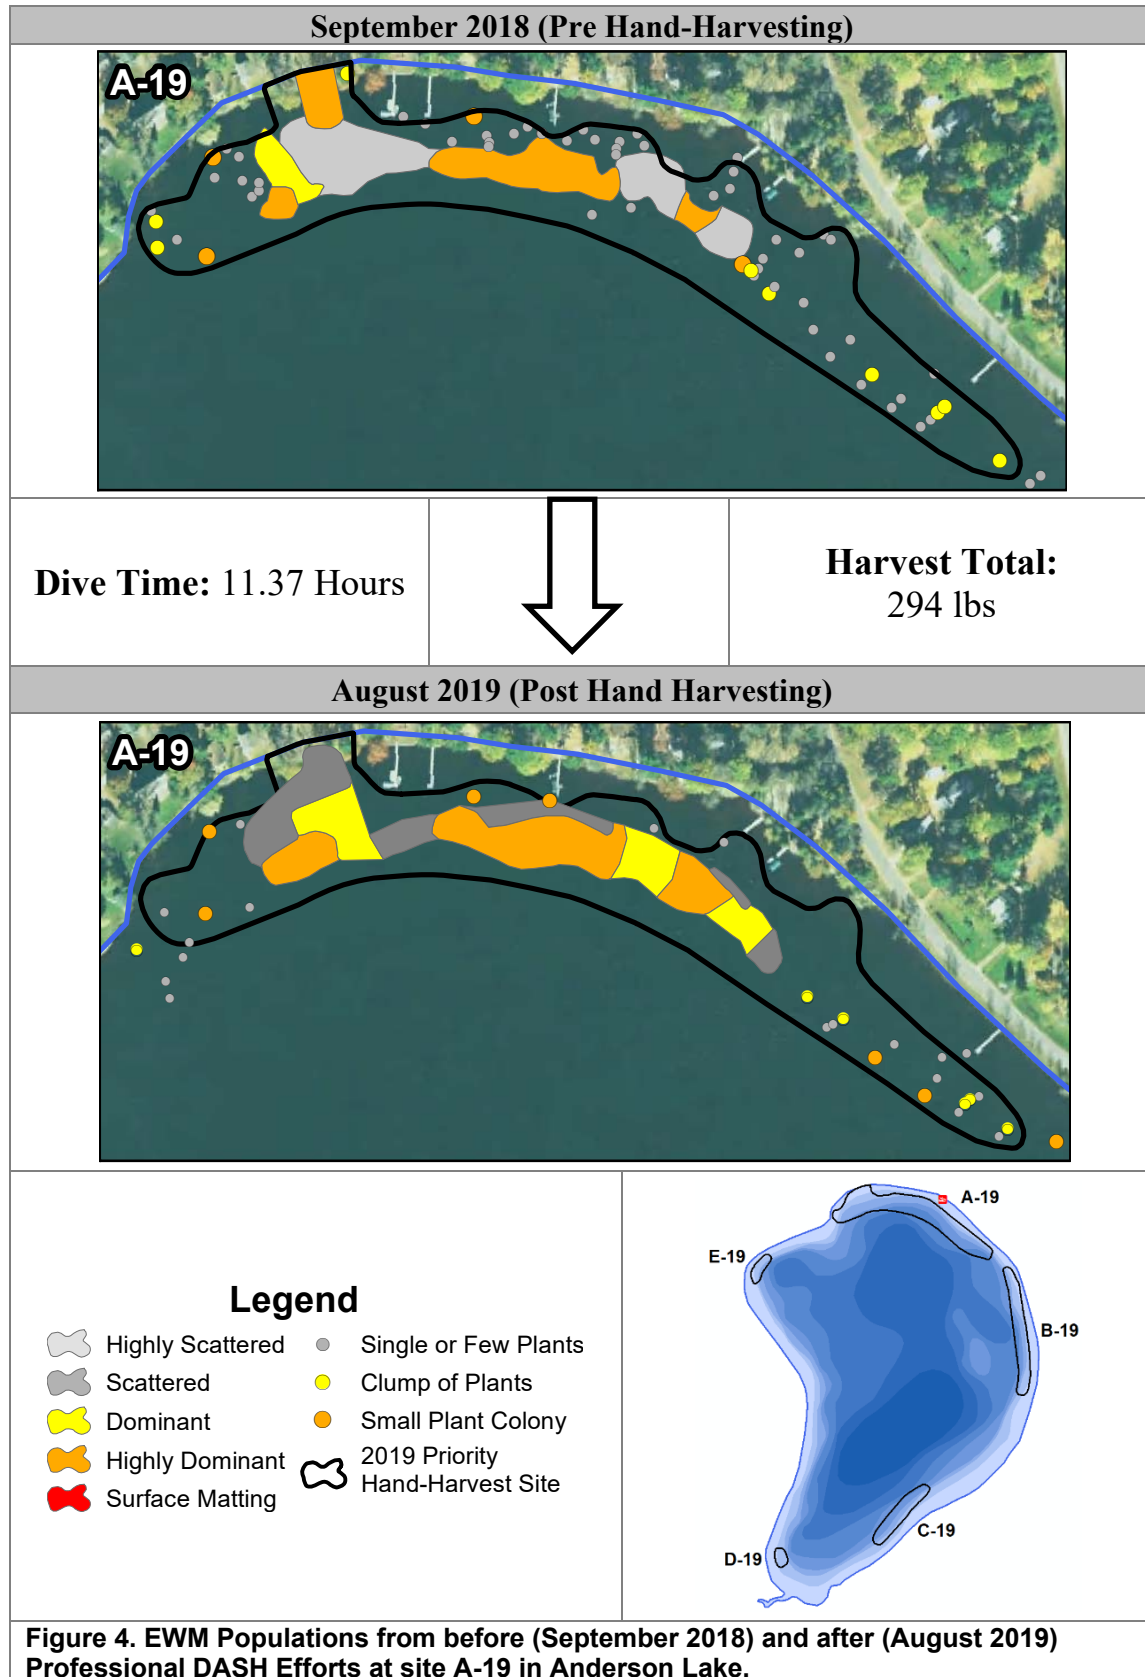 September 2018 (Pre Hand-Harvesting)
A-19
Dive Time: 11.37 Hours
Harvest Total:
294 lbs
August 2019 (Post Hand Harvesting)
A-19
Legend
Highly Scattered
Scattered
Dominant
Highly Dominant
Surface Matting
Single or Few Plants
Clump of Plants
Small Plant Colony
2019 Priority
Hand-Harvest Site
A-19
E-19
B-19
C-19
D-19
Figure 4. EWM Populations from before (September 2018) and after (August 2019)
Professional DASH Efforts at site A-19 in Anderson Lake.